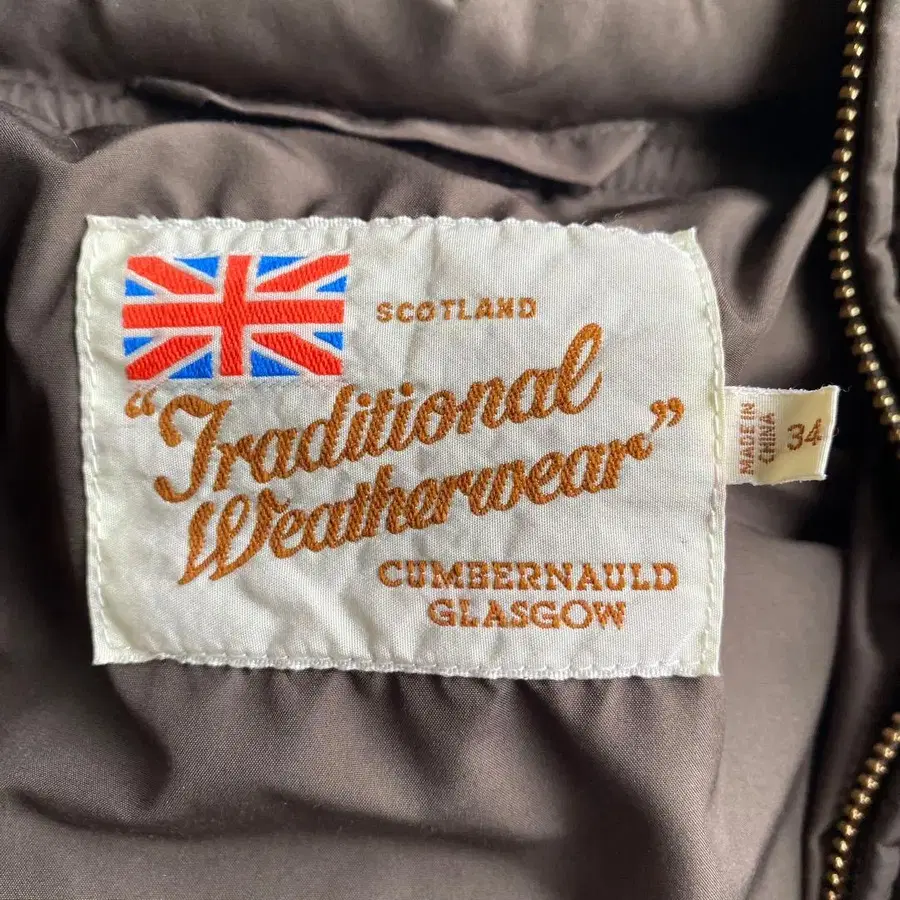 SCOTLAND
"Traditional
Weatherwear"
CUMBERNAULD
GLASGOW
MADE IN
CHINA
34